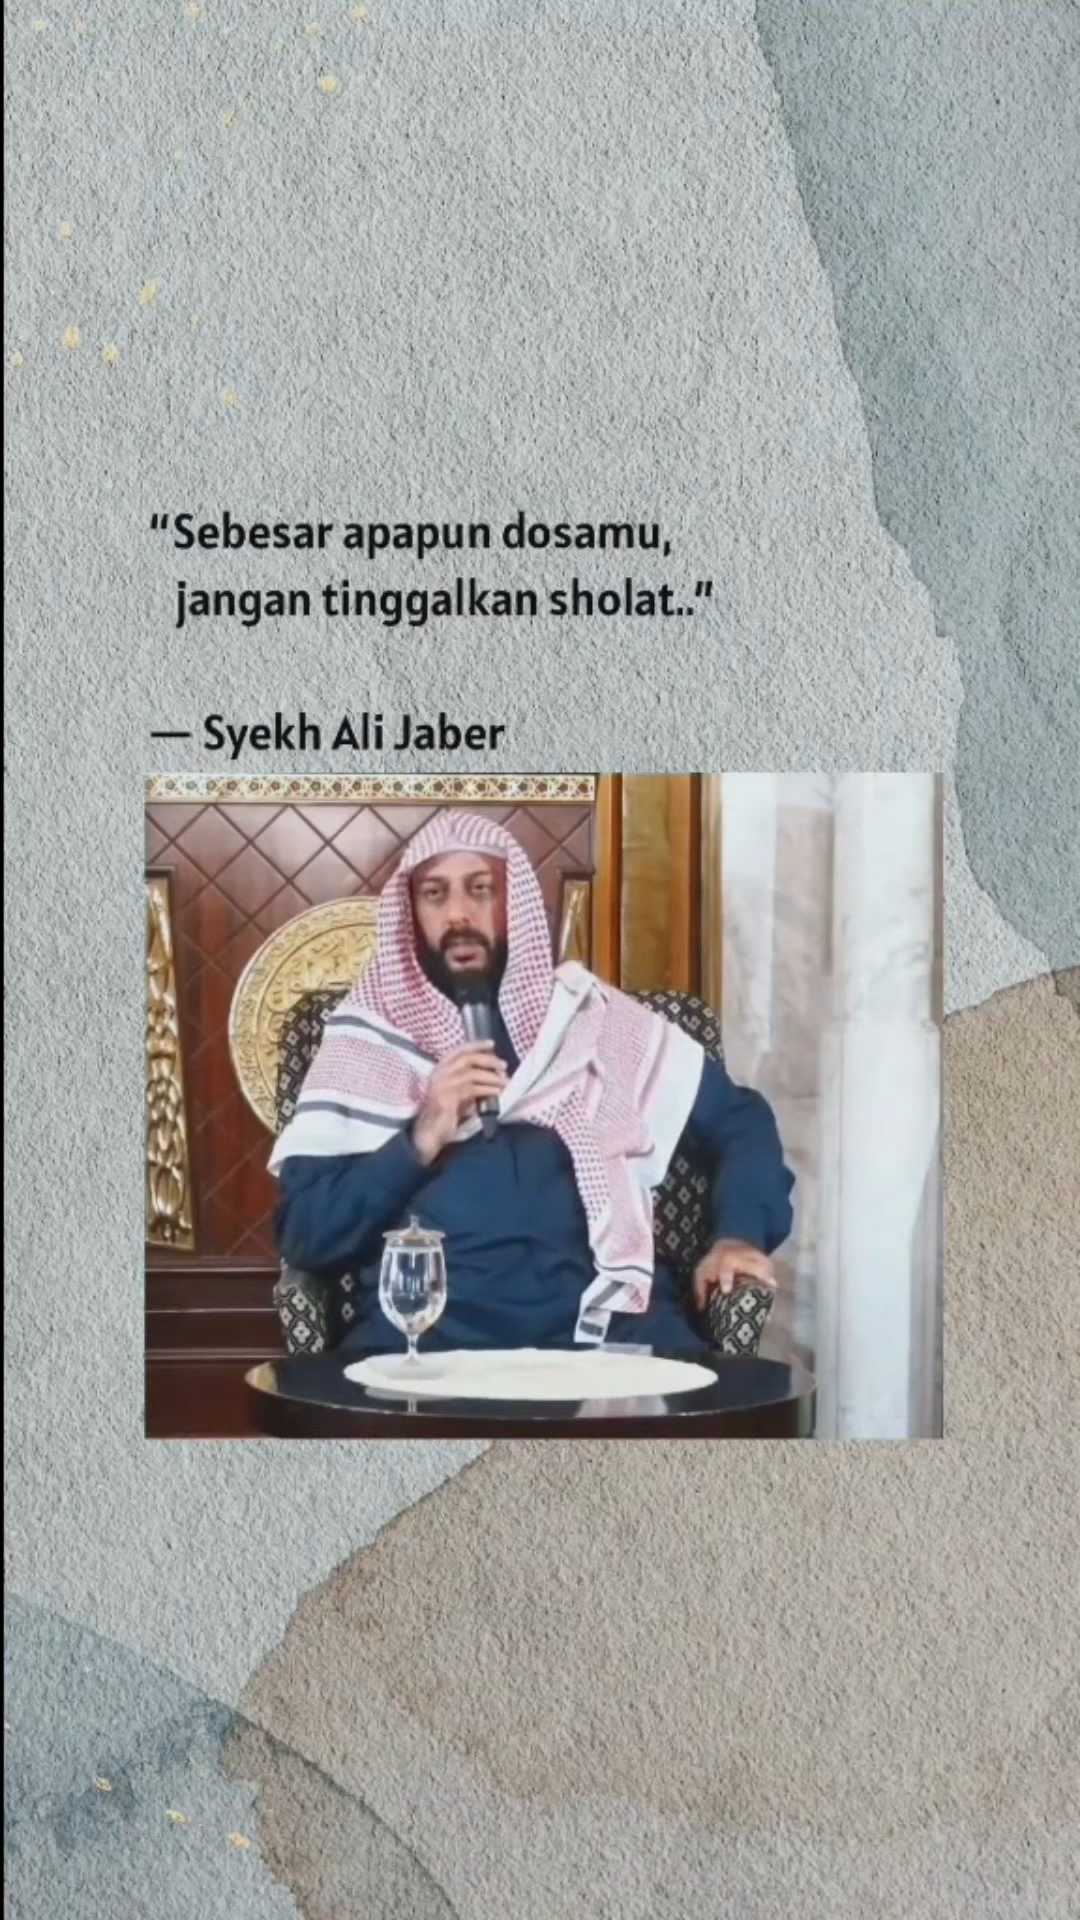 “Sebesar apapun dosamu,
jangan tinggalkan sholat..”
— Syekh Ali Jaber